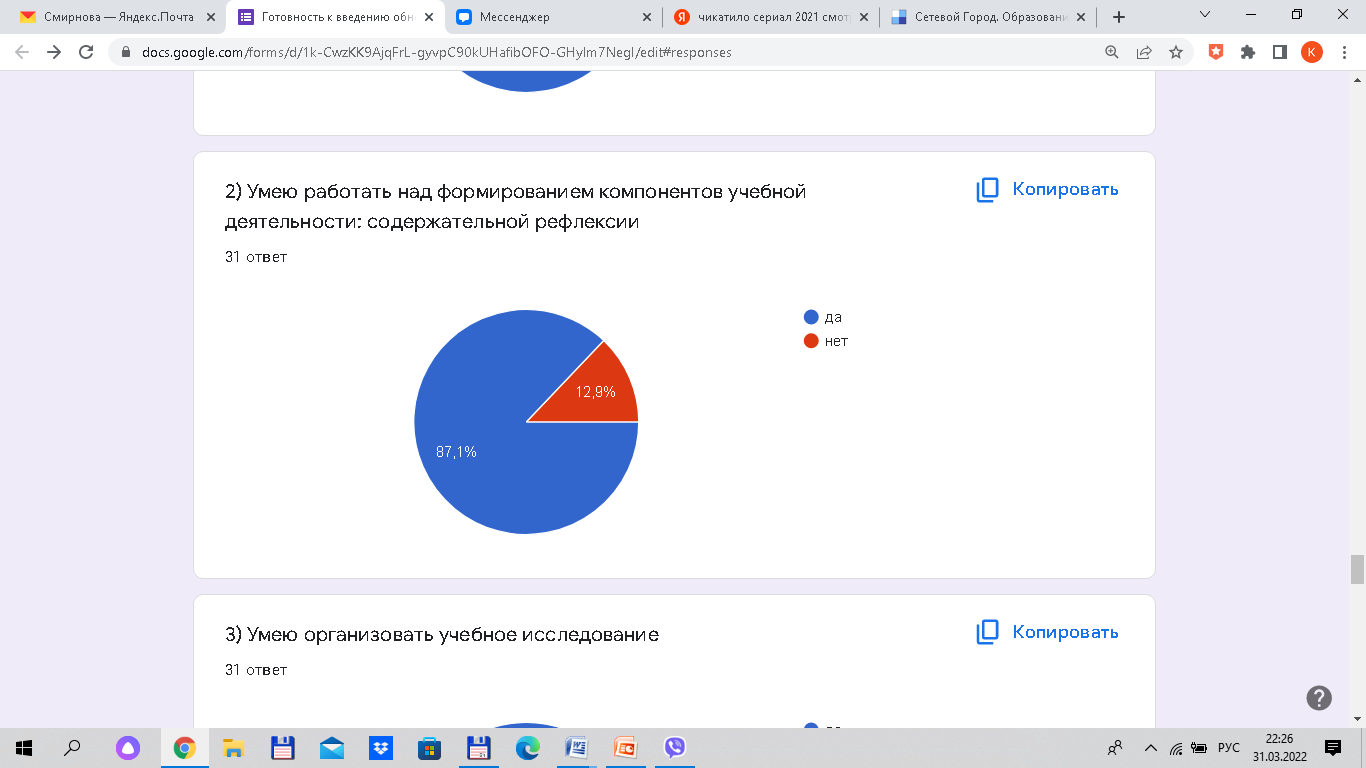 Смирнова — Яндекс.Почта
Готовность к введению обн
Мессенджер
чикатило сериал 2021 смот
Сетевой Город. Образовани
docs.google.com/forms/d/1k-CwzKK9AjqFrL-gyvpC90kUHafibOFO-GHylm7NegI/edit#responses
К
2) Умею работать над формированием компонентов учебной
деятельности: содержательной рефлексии
Копировать
31 ответ
да
нет
12,9%
87,1%
3) Умею организовать учебное исследование
Копировать
31 ответ
РУС
22:26
31.03.2022